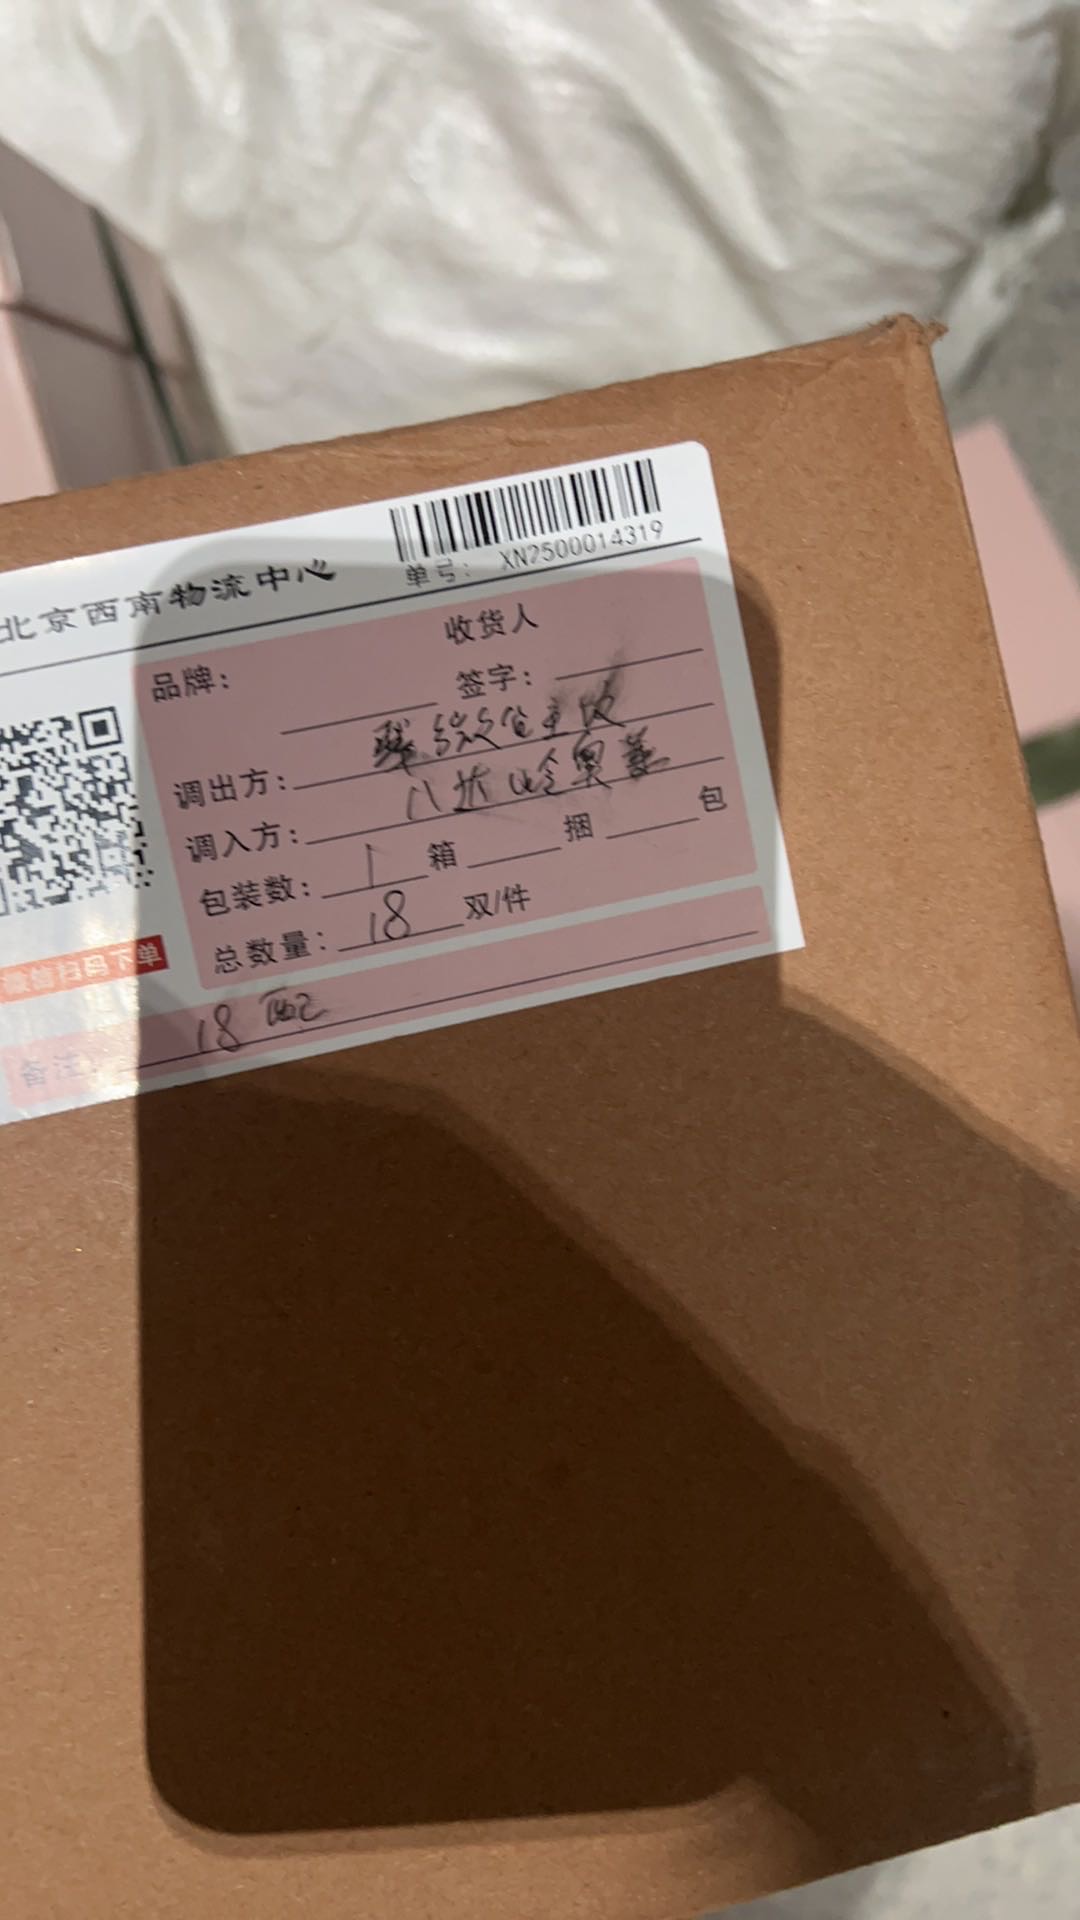 北京西南物流中心
单号: XN2500014319
收货人
品牌:
签字:
调出方:
调入方: 八达岭奥莱
包装数: 1 箱 捆 包
总数量: 18 双/件
微信扫码下单
备注: 18配